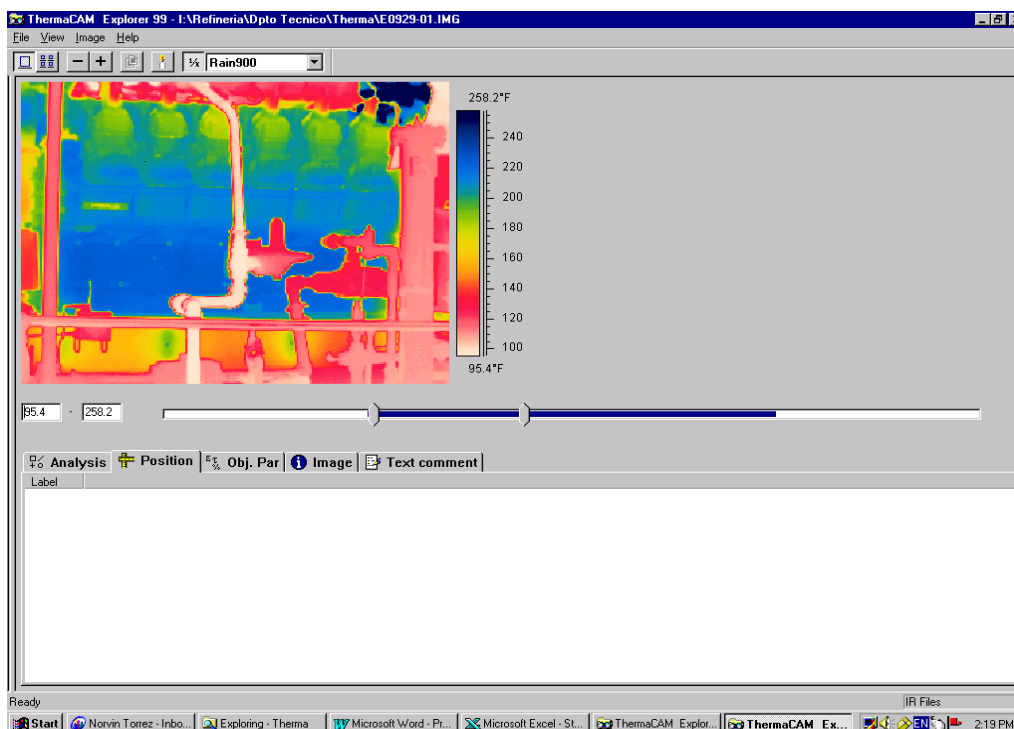 ThermaCAM Explorer 99 - I:\Refineria\Dpto Tecnico\Therma\E0929-01.IMG
File View Image Help
Rain900
258.2°F
240
220
200
180
160
140
120
100
95.4°F
95.4 - 258.2
Analysis Position Obj. Par Image Text comment
Label
Ready IR Files
Start Norvin Torrez - Inbo... Exploring - Therma Microsoft Word - Pr... Microsoft Excel - St... ThermaCAM Explor... ThermaCAM Ex... EN 2:19 PM